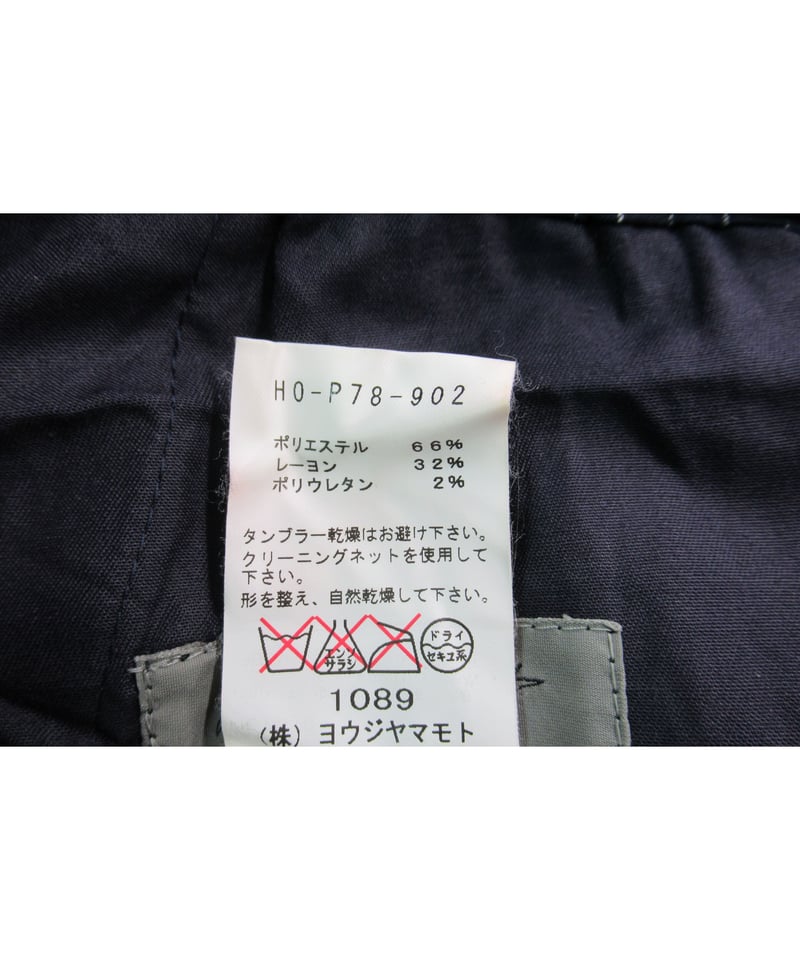 HO-P78-902
ポリエステル 66%
レーヨン 32%
ポリウレタン 2%
タンブラー乾燥はお避け下さい。
クリーニングネットを使用して
下さい。
形を整え、自然乾燥して下さい。
エンソ
サラシ
ドライ
セキユ系
1089
(株) ヨウジヤマモト